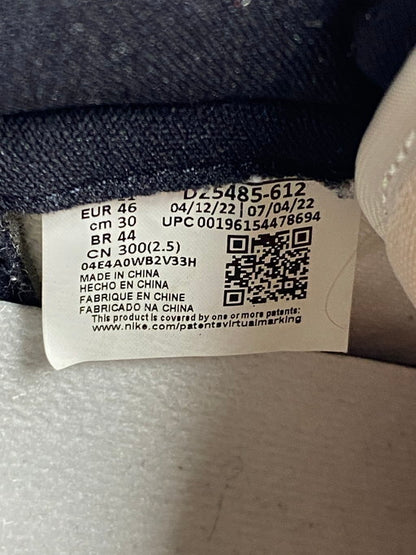 DZ5485-612
EUR 46 04/12/22 | 07/04/22
cm 30 UPC 00196154478694
BR 44
CN 300(2.5)
04E4A0WB2V33H
MADE IN CHINA
HECHO EN CHINA
FABRIQUE EN CHINE
FABRICADO NA CHINA
This product is covered by one or more patents:
www.nike.com/patentsvirtualmarking